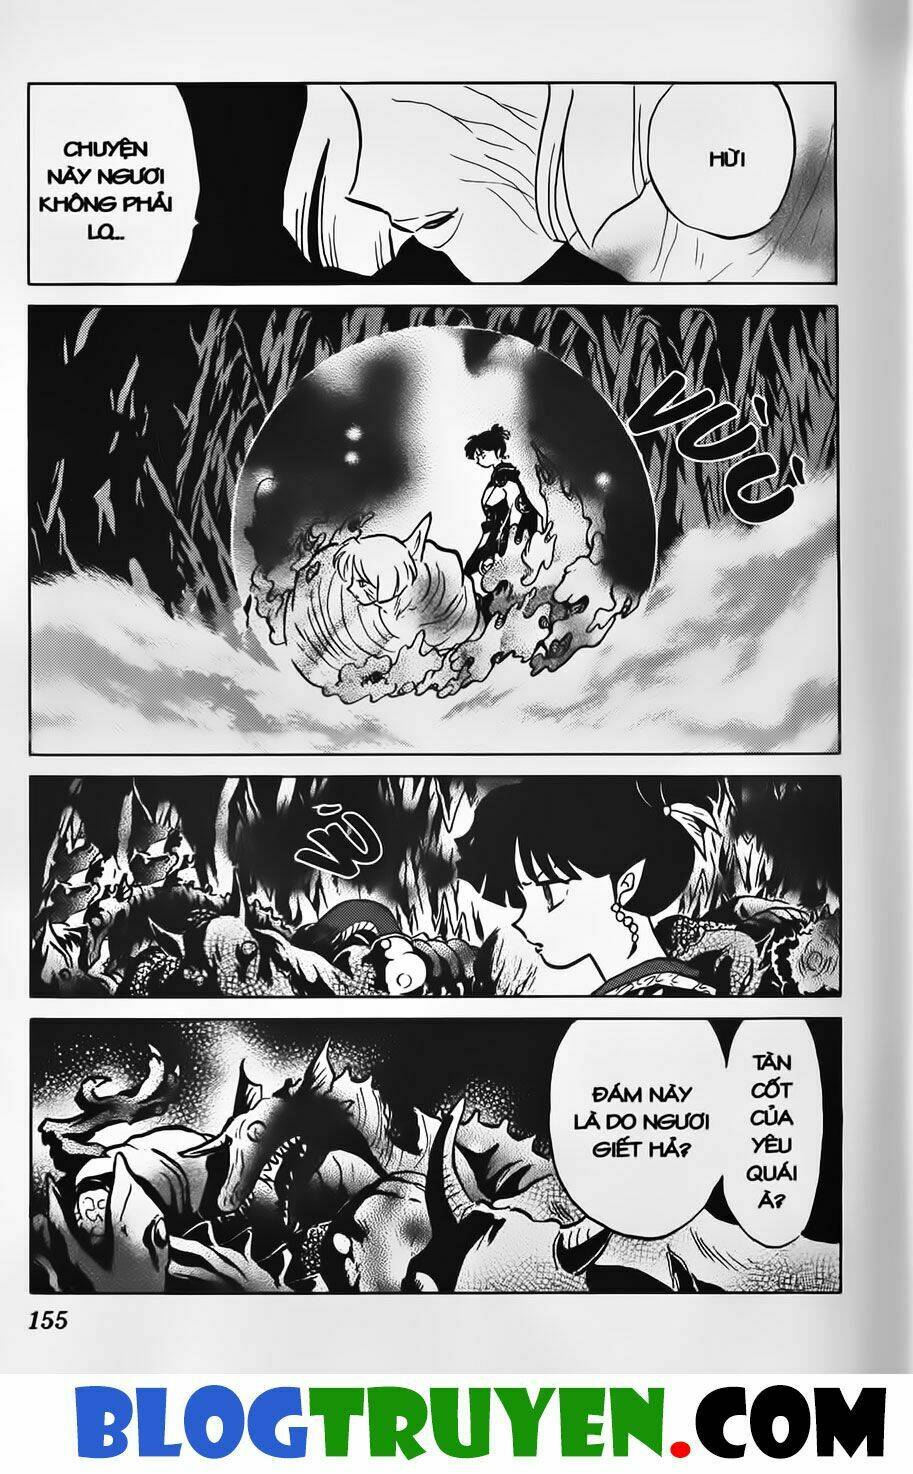 HỪ!
CHUYỆN
NÀY NGƯƠI
KHÔNG PHẢI
LO...
VÙÙ
VÙ
TÀN
CỐT
CỦA
YÊU
QUÁI
À?
ĐÁM NÀY
LÀ DO NGƯƠI
GIẾT HẢ?
155
BLOGTRUYEN.COM